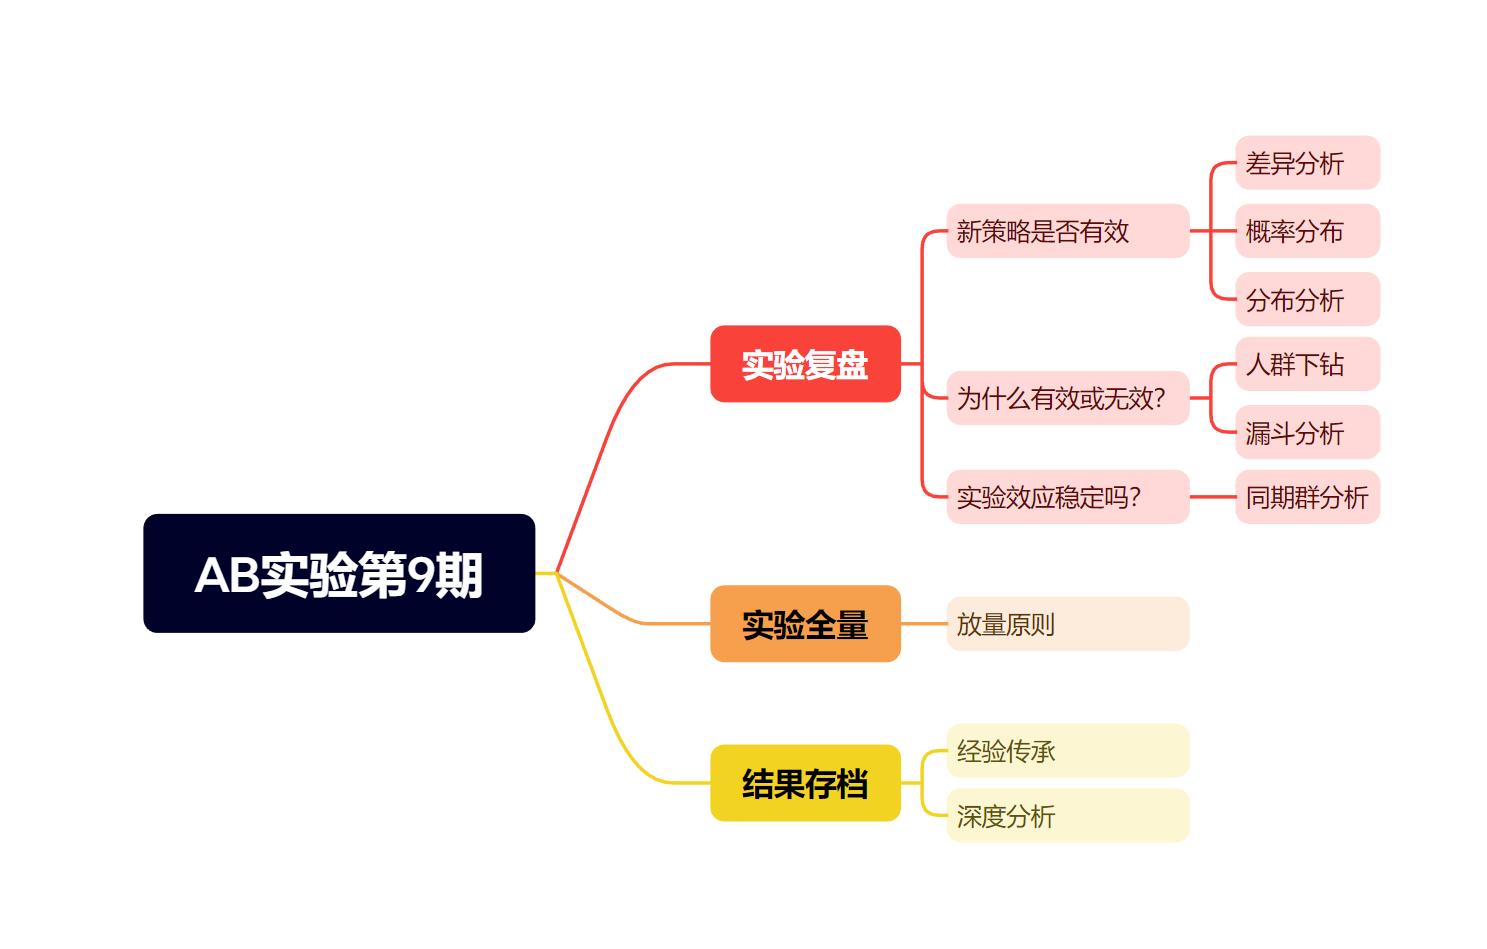 AB实验第9期
实验复盘
新策略是否有效
差异分析
概率分布
分布分析
为什么有效或无效?
人群下钻
漏斗分析
实验效应稳定吗?
同期群分析
实验全量
放量原则
结果存档
经验传承
深度分析